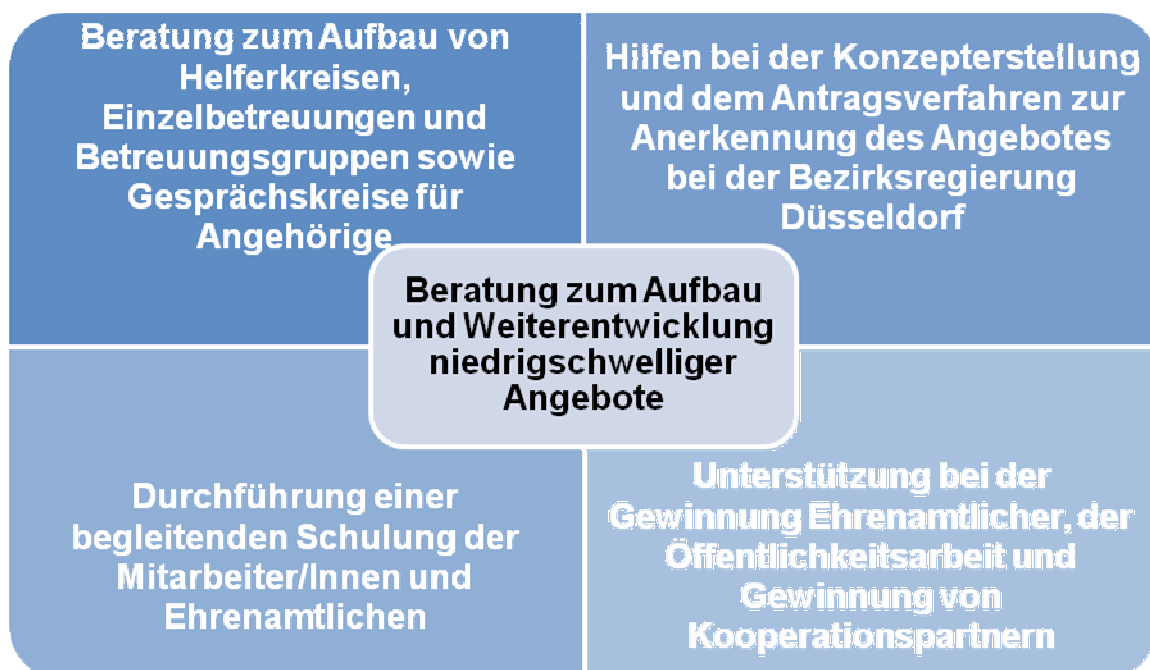 Beratung zum Aufbau von
Helferkreisen,
Einzelbetreuungen und
Betreuungsgruppen sowie
Gesprächskreise für
Angehörige
Hilfen bei der Konzepterstellung
und dem Antragsverfahren zur
Anerkennung des Angebotes
bei der Bezirksregierung
Düsseldorf
Beratung zum Aufbau
und Weiterentwicklung
niedrigschwelliger
Angebote
Durchführung einer
begleitenden Schulung der
Mitarbeiter/Innen und
Ehrenamtlichen
Unterstützung bei der
Gewinnung Ehrenamtlicher, der
Öffentlichkeitsarbeit und
Gewinnung von
Kooperationspartnern